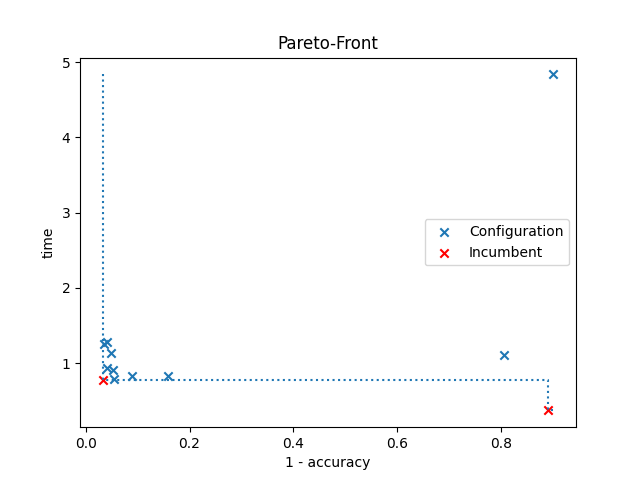 Pareto-Front
5
4
3
2
1
time
Configuration
Incumbent
0.0 0.2 0.4 0.6 0.8
1 - accuracy